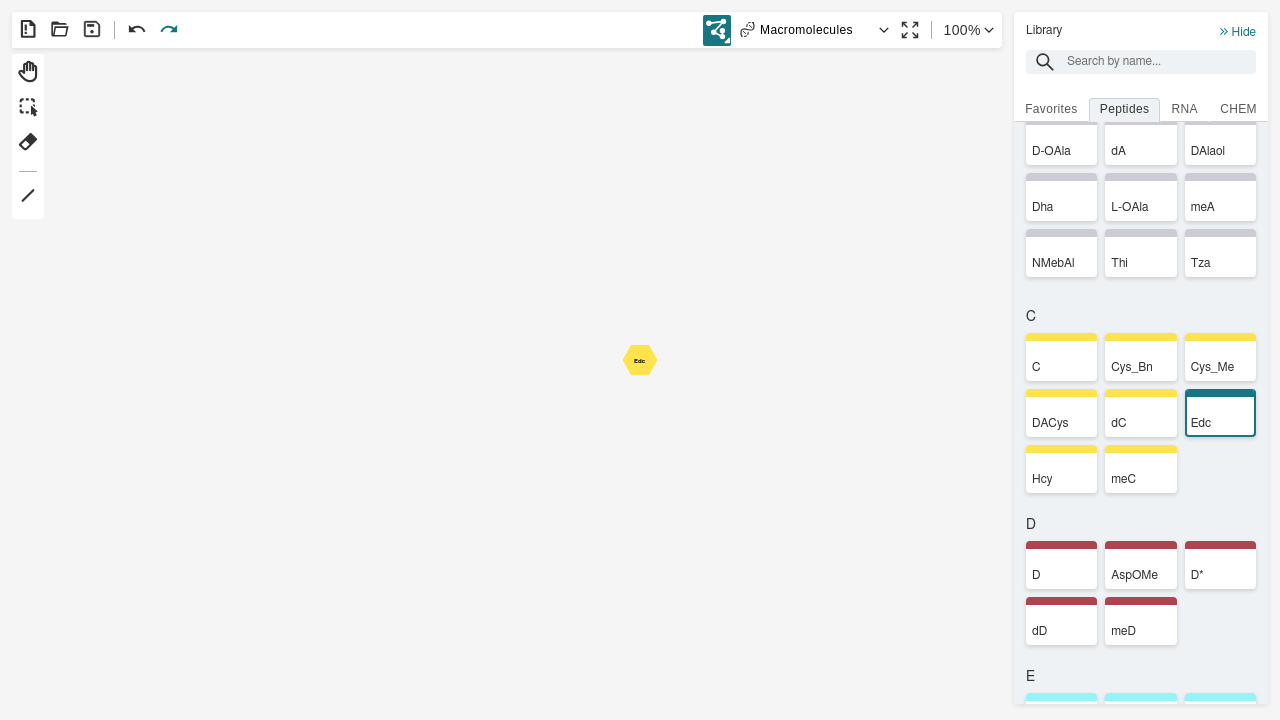 Macromolecules
100%
Library
Hide
Search by name...
Favorites Peptides RNA CHEM
D-OAla dA DAlaol
Dha L-OAla meA
NMebAl Thi Tza
C
C Cys_Bn Cys_Me
DACys dC Edc
Hcy meC
D
D AspOMe D*
dD meD
E
Edc